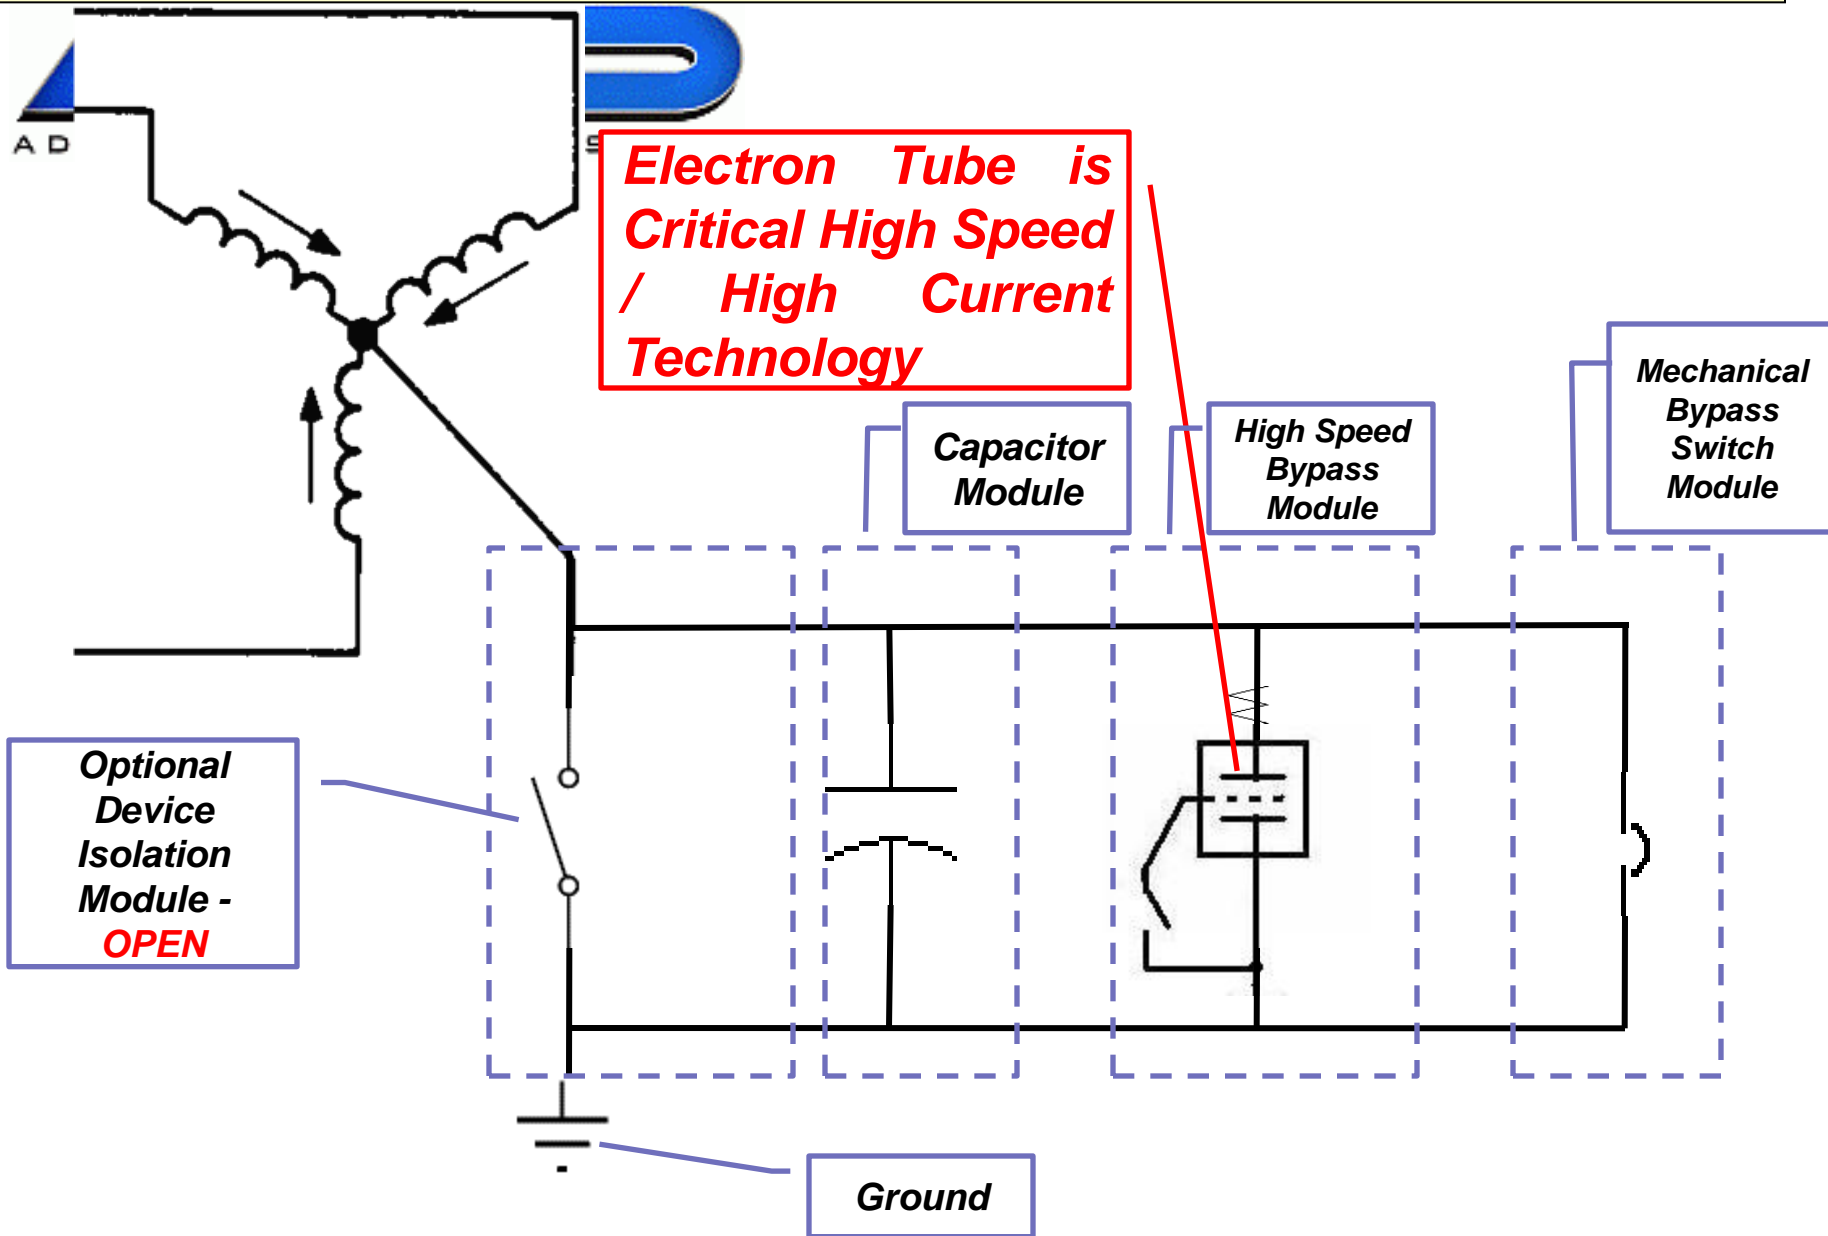 A D
Electron Tube is
Critical High Speed
/ High Current
Technology
Capacitor
Module
High Speed
Bypass
Module
Mechanical
Bypass
Switch
Module
Optional
Device
Isolation
Module -
OPEN
Ground